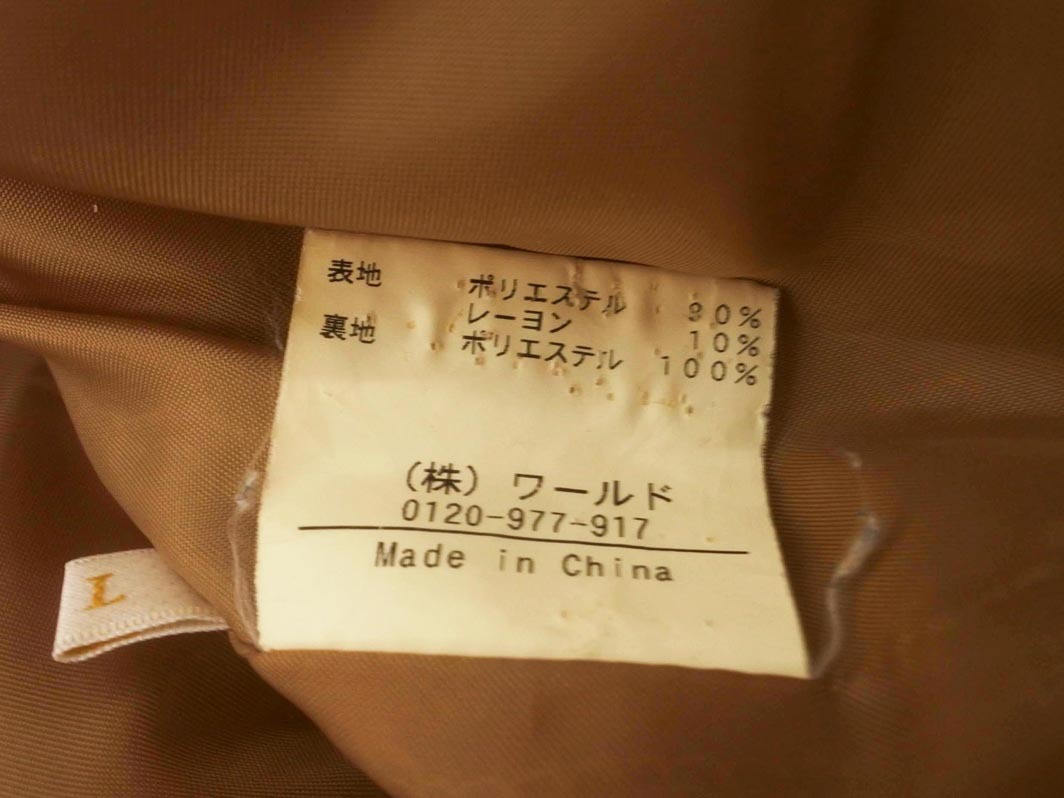 表地 ポリエステル 90%
レーヨン 10%
裏地 ポリエステル 100%
(株) ワールド
0120-977-917
Made in China
L